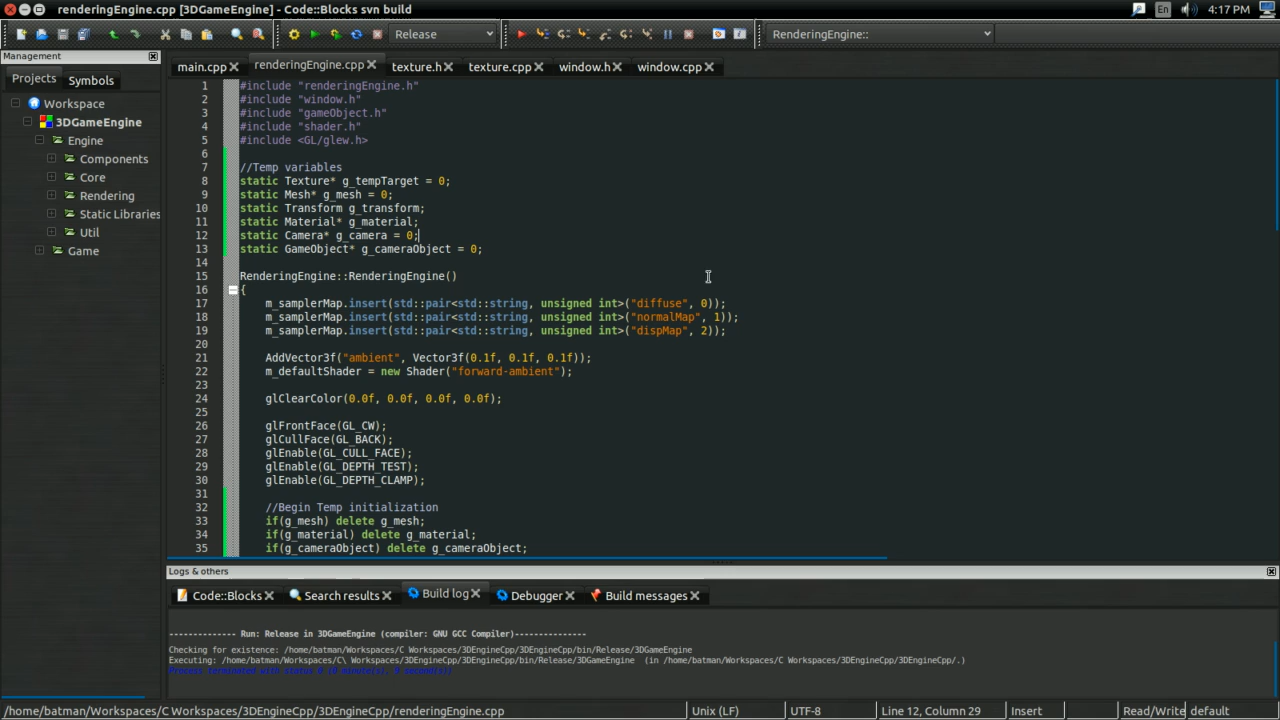 renderingEngine.cpp [3DGameEngine] - Code::Blocks svn build
En
4:17 PM
Release
RenderingEngine::
Management
Projects
Symbols
Workspace
3DGameEngine
Engine
Components
Core
Rendering
Static Libraries
Util
Game
main.cpp
renderingEngine.cpp
texture.h
texture.cpp
window.h
window.cpp
1 #include "renderingEngine.h"
2 #include "window.h"
3 #include "gameObject.h"
4 #include "shader.h"
5 #include <GL/glew.h>
6
7 //Temp variables
8 static Texture* g_tempTarget = 0;
9 static Mesh* g_mesh = 0;
10 static Transform g_transform;
11 static Material* g_material;
12 static Camera* g_camera = 0;
13 static GameObject* g_cameraObject = 0;
14
15 RenderingEngine::RenderingEngine()
16 {
17 m_samplerMap.insert(std::pair<std::string, unsigned int>("diffuse", 0));
18 m_samplerMap.insert(std::pair<std::string, unsigned int>("normalMap", 1));
19 m_samplerMap.insert(std::pair<std::string, unsigned int>("dispMap", 2));
20
21 AddVector3f("ambient", Vector3f(0.1f, 0.1f, 0.1f));
22 m_defaultShader = new Shader("forward-ambient");
23
24 glClearColor(0.0f, 0.0f, 0.0f, 0.0f);
25
26 glFrontFace(GL_CW);
27 glCullFace(GL_BACK);
28 glEnable(GL_CULL_FACE);
29 glEnable(GL_DEPTH_TEST);
30 glEnable(GL_DEPTH_CLAMP);
31
32 //Begin Temp initialization
33 if(g_mesh) delete g_mesh;
34 if(g_material) delete g_material;
35 if(g_cameraObject) delete g_cameraObject;
Logs & others
Code::Blocks
Search results
Build log
Debugger
Build messages
-------------- Run: Release in 3DGameEngine (compiler: GNU GCC Compiler)---------------
Checking for existence: /home/batman/Workspaces/C Workspaces/3DEngineCpp/3DEngineCpp/bin/Release/3DGameEngine
Executing: /home/batman/Workspaces/C\ Workspaces/3DEngineCpp/3DEngineCpp/bin/Release/3DGameEngine  (in /home/batman/Workspaces/C Workspaces/3DEngineCpp/3DEngineCpp/.)
Process terminated with status 0 (0 minute(s), 9 second(s))
/home/batman/Workspaces/C Workspaces/3DEngineCpp/3DEngineCpp/renderingEngine.cpp
Unix (LF)
UTF-8
Line 12, Column 29
Insert
Read/Write
default